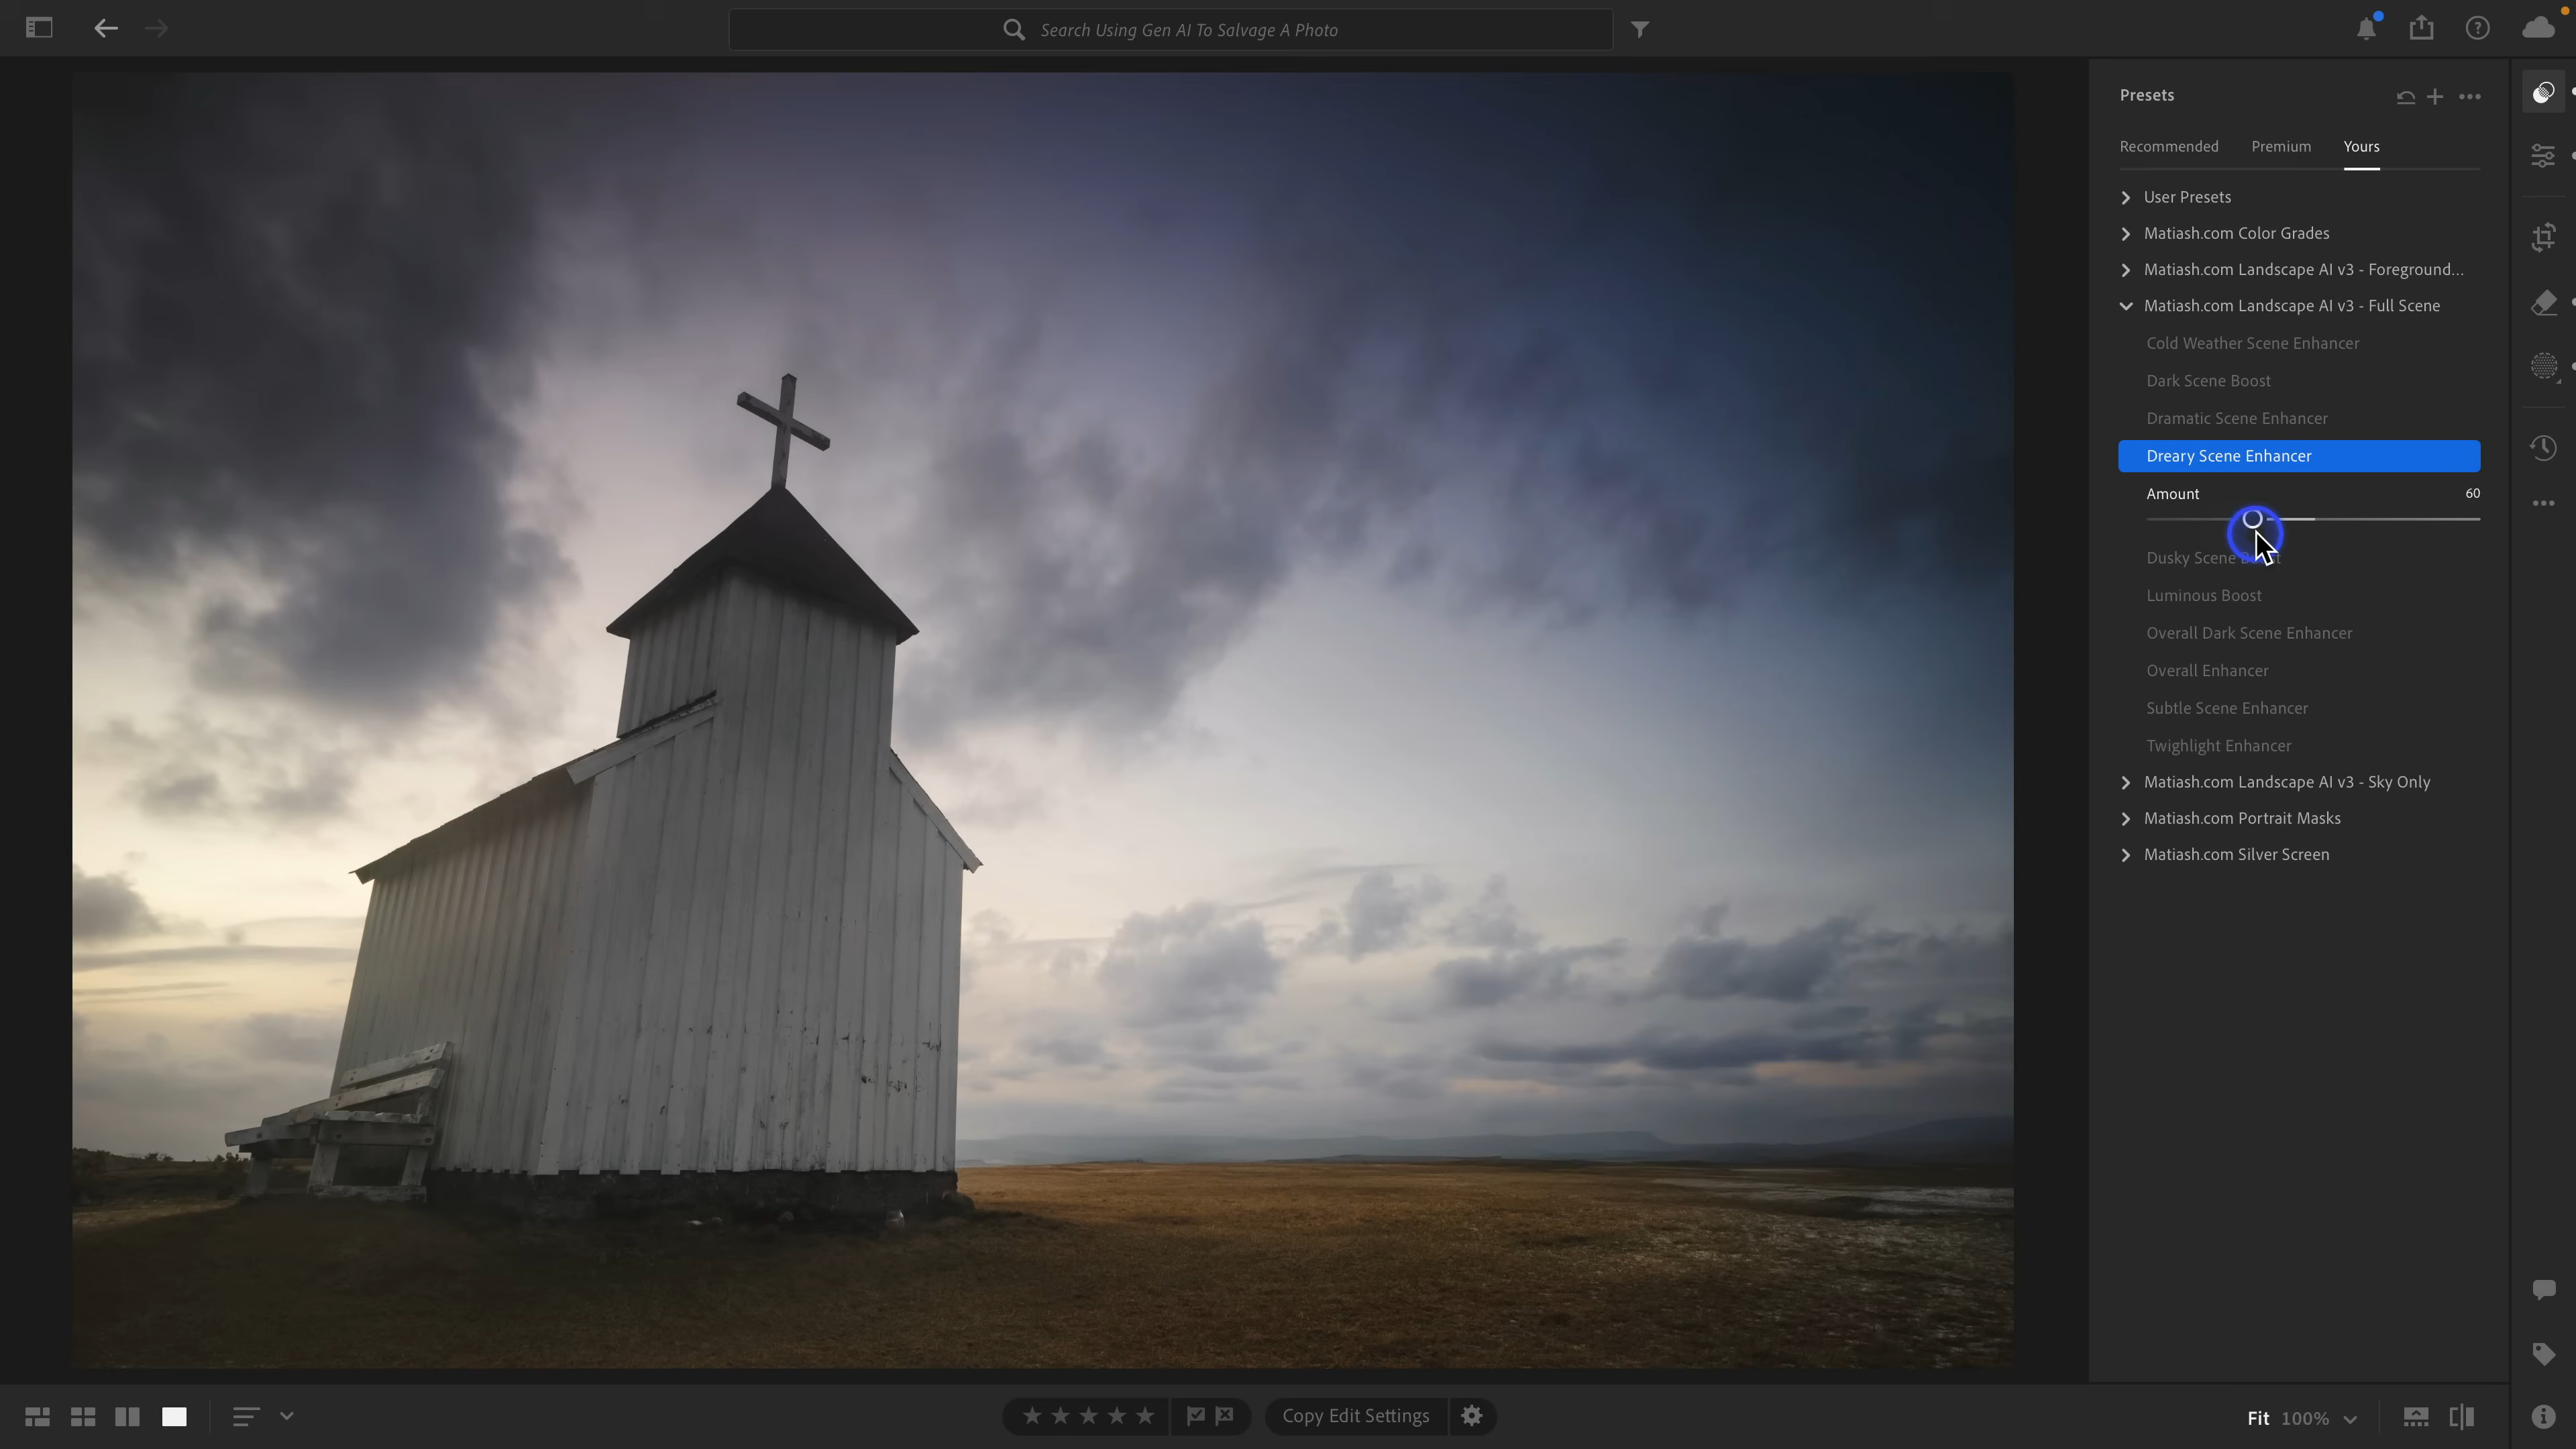 Search Using Gen AI To Salvage A Photo
Presets
Recommended Premium Yours
User Presets
Matiash.com Color Grades
Matiash.com Landscape AI v3 - Foreground...
Matiash.com Landscape AI v3 - Full Scene
Cold Weather Scene Enhancer
Dark Scene Boost
Dramatic Scene Enhancer
Dreary Scene Enhancer
Amount 60
Dusky Scene
Luminous Boost
Overall Dark Scene Enhancer
Overall Enhancer
Subtle Scene Enhancer
Twighlight Enhancer
Matiash.com Landscape AI v3 - Sky Only
Matiash.com Portrait Masks
Matiash.com Silver Screen
Copy Edit Settings
Fit 100%